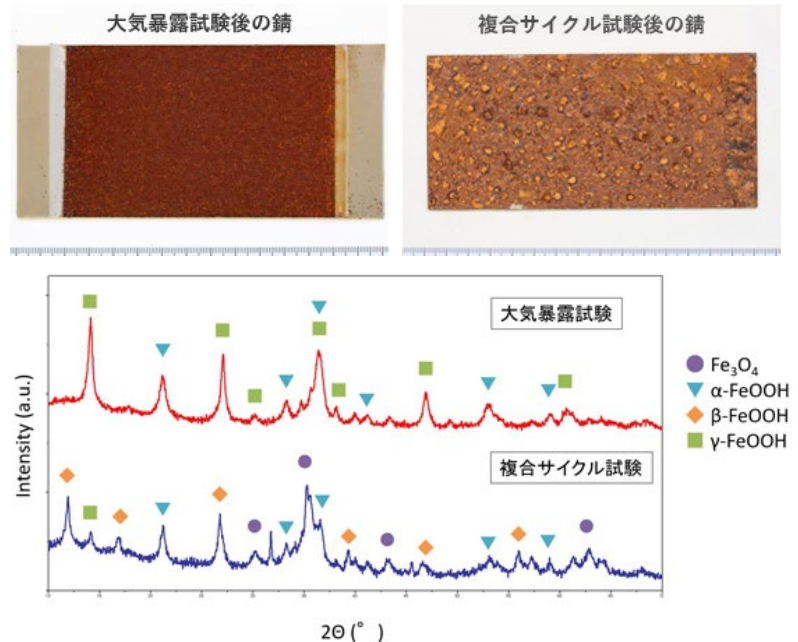 大気暴露試験後の錆
複合サイクル試験後の錆
大気暴露試験
複合サイクル試験
Fe₃O₄
α-FeOOH
β-FeOOH
γ-FeOOH
Intensity (a.u.)
2Θ (°)